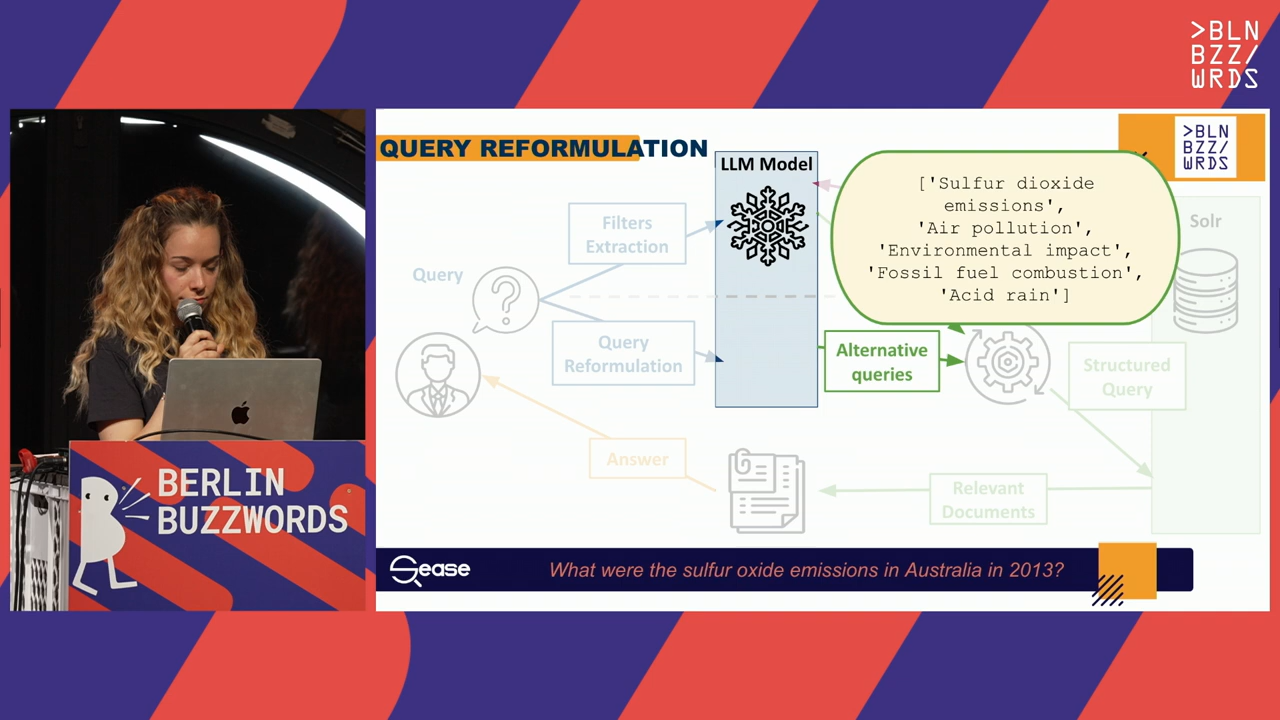 >BLN
BZZ/
WRDS
QUERY REFORMULATION
LLM Model
>BLN
BZZ/
WRDS
['Sulfur dioxide
emissions',
'Air pollution',
'Environmental impact',
'Fossil fuel combustion',
'Acid rain']
Filters
Extraction
Solr
Query
Query
Reformulation
Alternative
queries
Structured
Query
Answer
Relevant
Documents
BERLIN
BUZZWORDS
Sease
What were the sulfur oxide emissions in Australia in 2013?